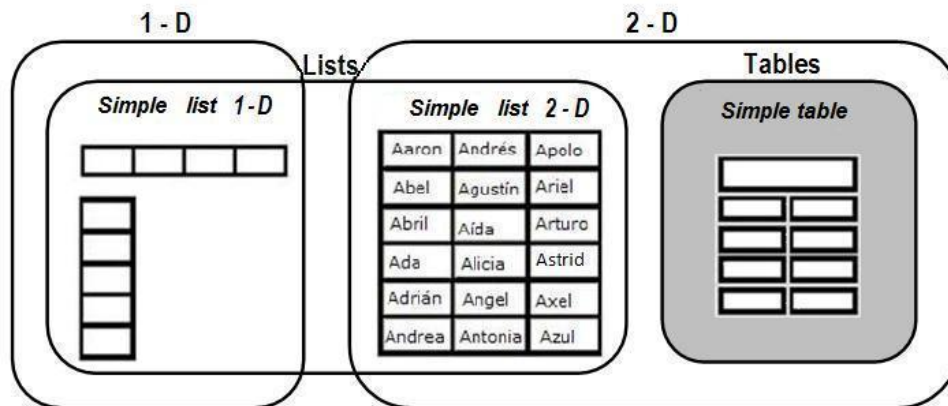 1 - D
2 - D
Lists
Tables
Simple list 1-D
Simple list 2-D
Simple table
Aaron Andrés Apolo
Abel Agustín Ariel
Abril Aída Arturo
Ada Alicia Astrid
Adrián Angel Axel
Andrea Antonia Azul